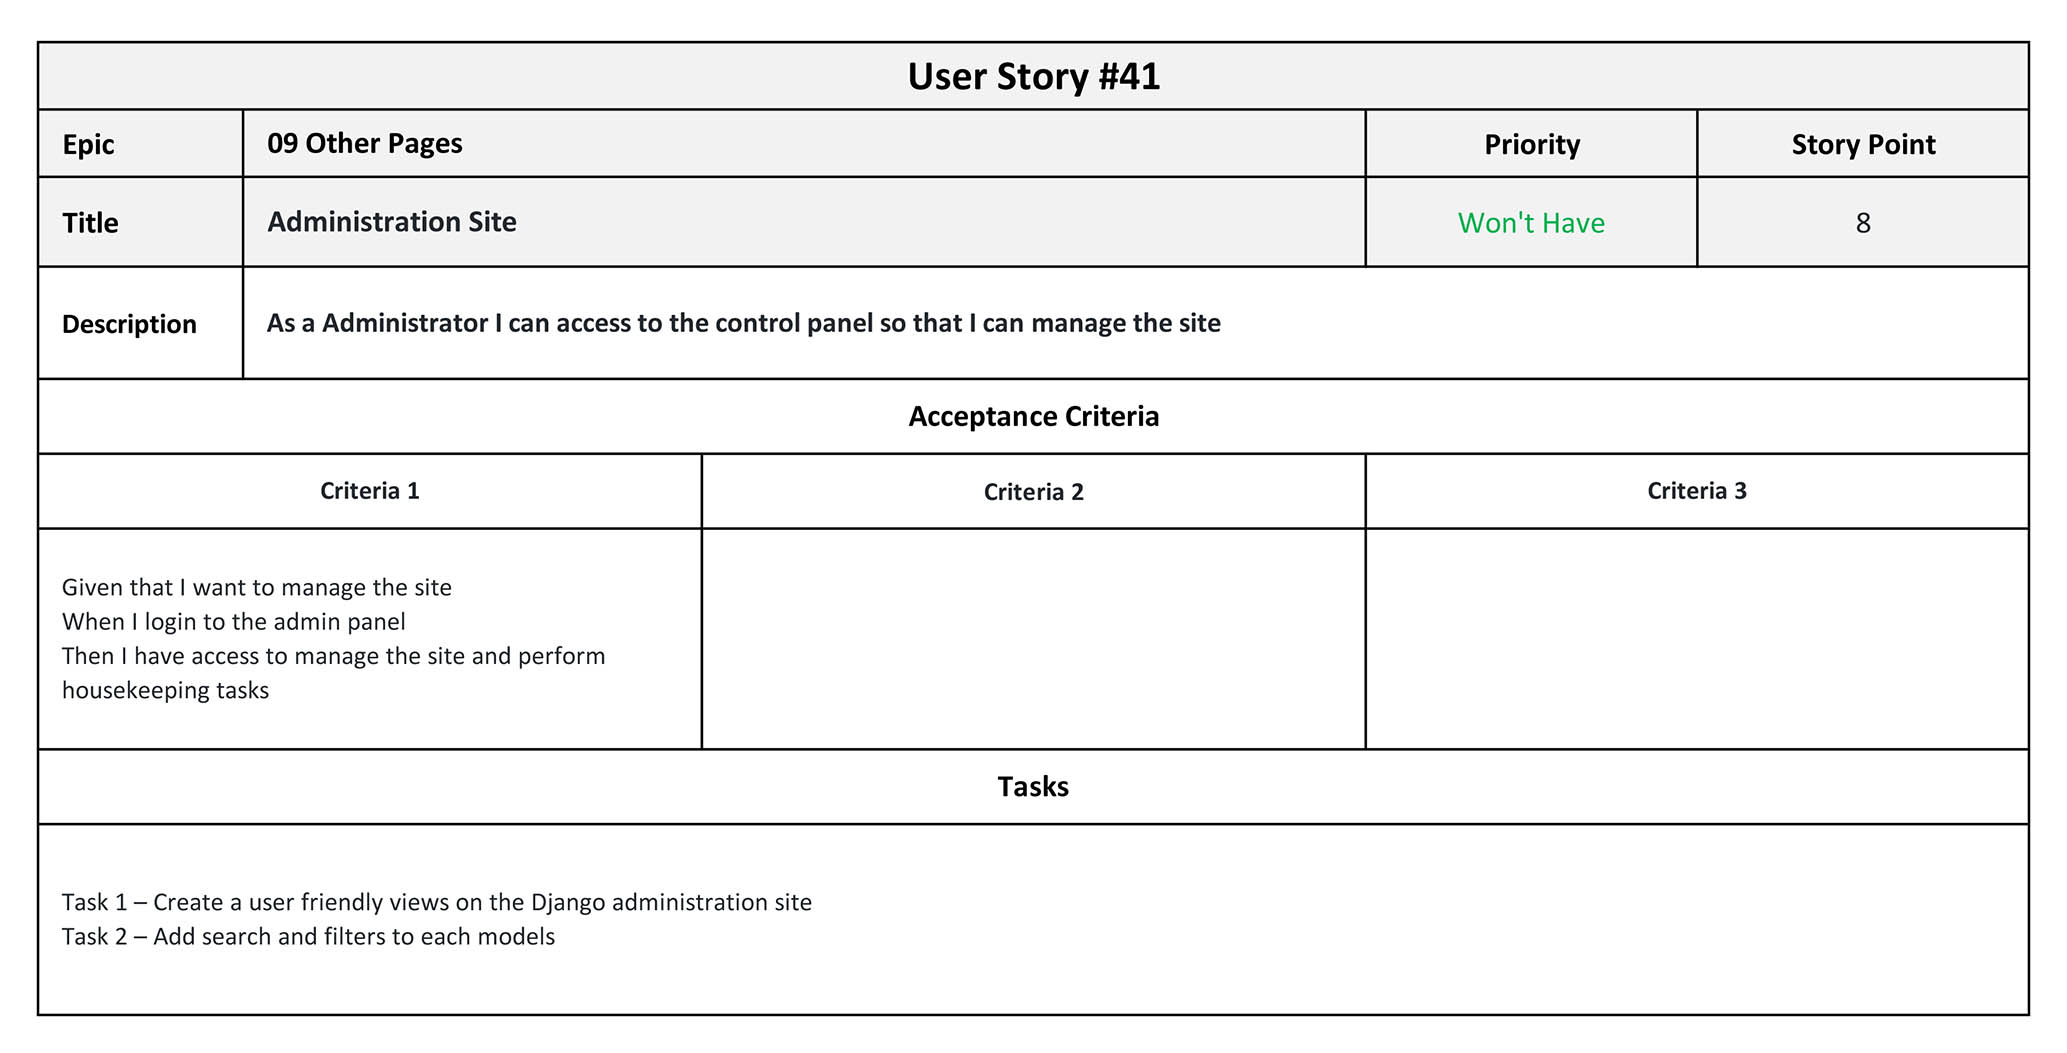 User Story #41
Epic
09 Other Pages
Priority
Story Point
Title
Administration Site
Won't Have
8
Description
As a Administrator I can access to the control panel so that I can manage the site
Acceptance Criteria
Criteria 1
Criteria 2
Criteria 3
Given that I want to manage the site
When I login to the admin panel
Then I have access to manage the site and perform
housekeeping tasks
Tasks
Task 1 – Create a user friendly views on the Django administration site
Task 2 – Add search and filters to each models